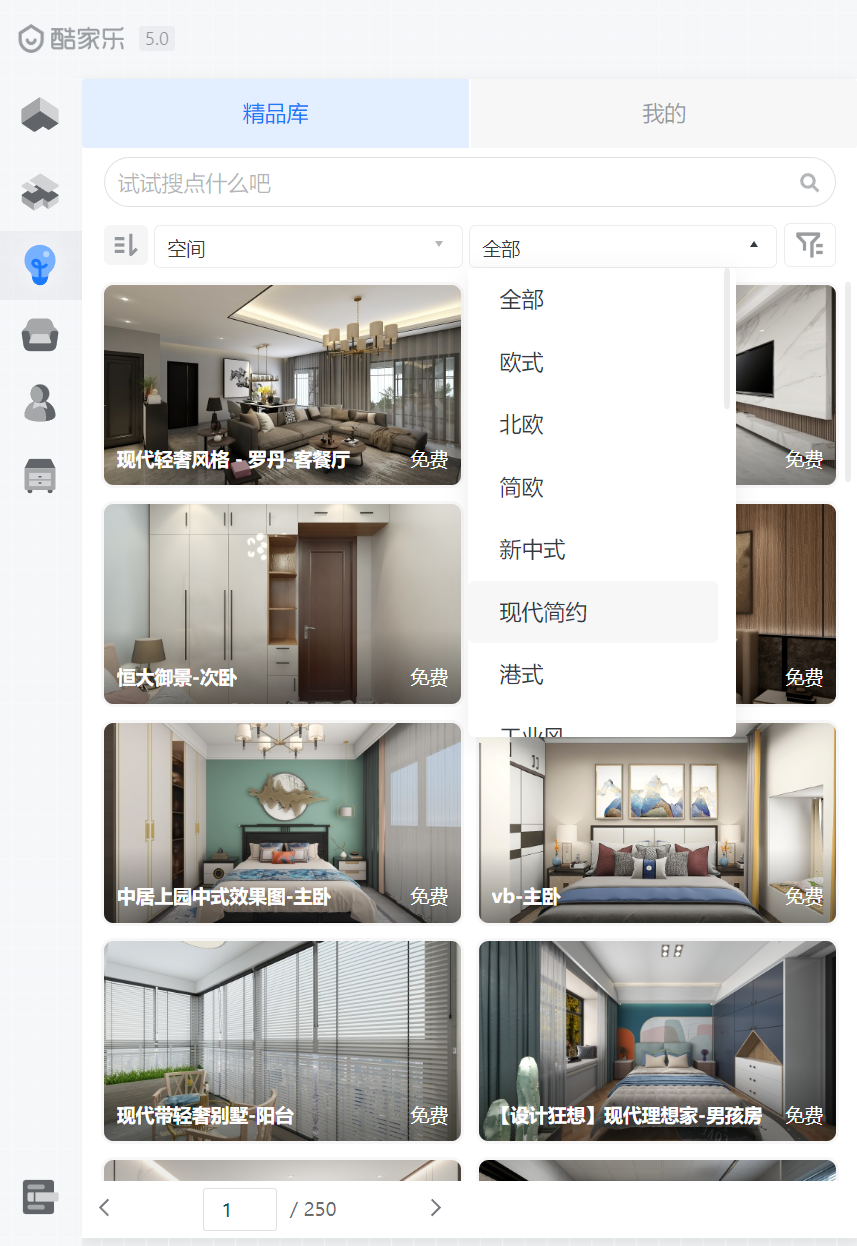 酷家乐 5.0
精品库 我的
试试搜点什么吧
空间 全部
全部
欧式
北欧
简欧
新中式
现代简约
港式
工业风
现代轻奢风格 - 罗丹-客餐厅 免费
免费
恒大御景-次卧 免费
免费
中居上园中式效果图-主卧 免费
vb-主卧 免费
现代带轻奢别墅-阳台 免费
【设计狂想】现代理想家-男孩房 免费
1 / 250